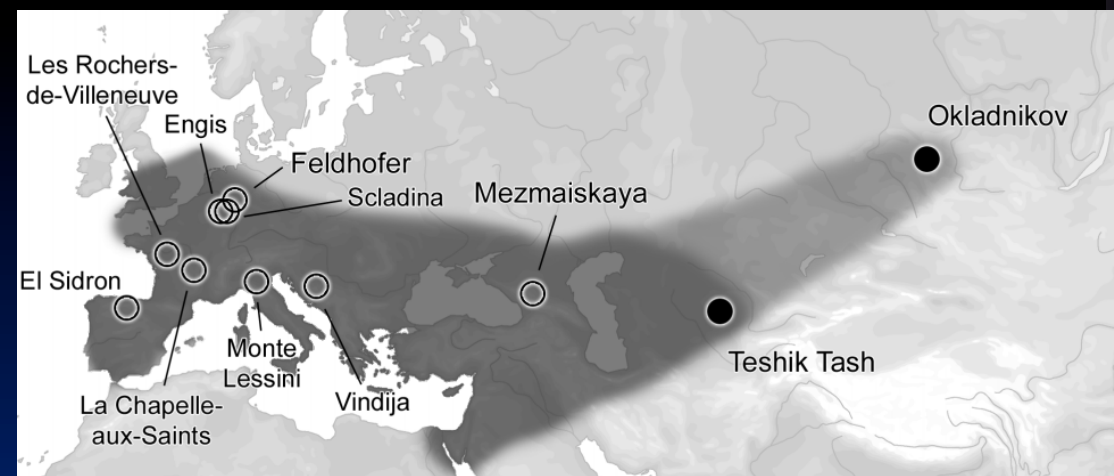 Les Rochers-
de-Villeneuve
Engis
Feldhofer
Scladina
Mezmaiskaya
Okladnikov
El Sidron
Monte
Lessini
Vindija
La Chapelle-
aux-Saints
Teshik Tash